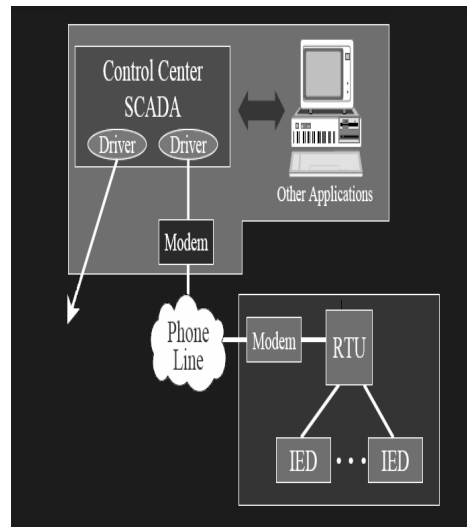 Control Center
SCADA
Driver
Driver
Other Applications
Modem
Phone
Line
Modem
RTU
IED
IED